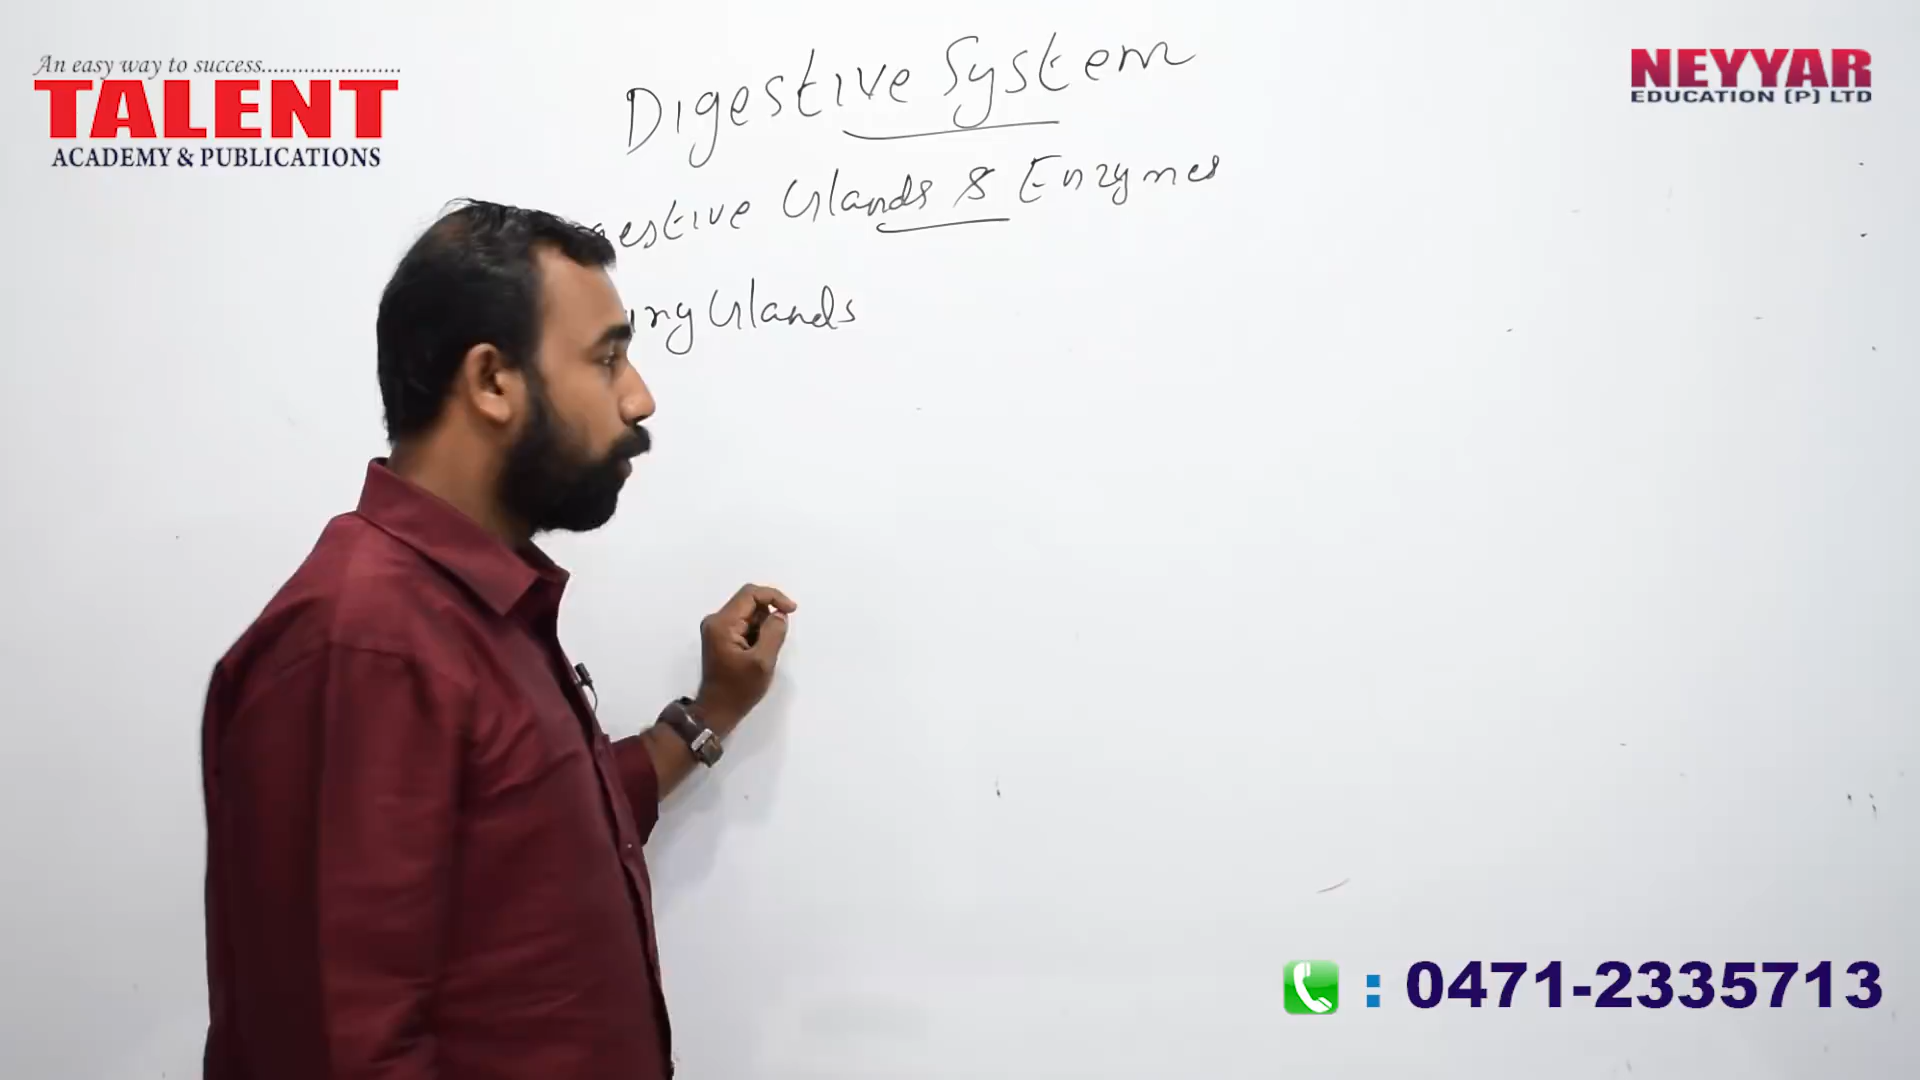 An easy way to success.......................
TALENT
ACADEMY & PUBLICATIONS
NEYYAR
EDUCATION (P) LTD
Digestive System
estive Glands & Enzymes
Glands
: 0471-2335713